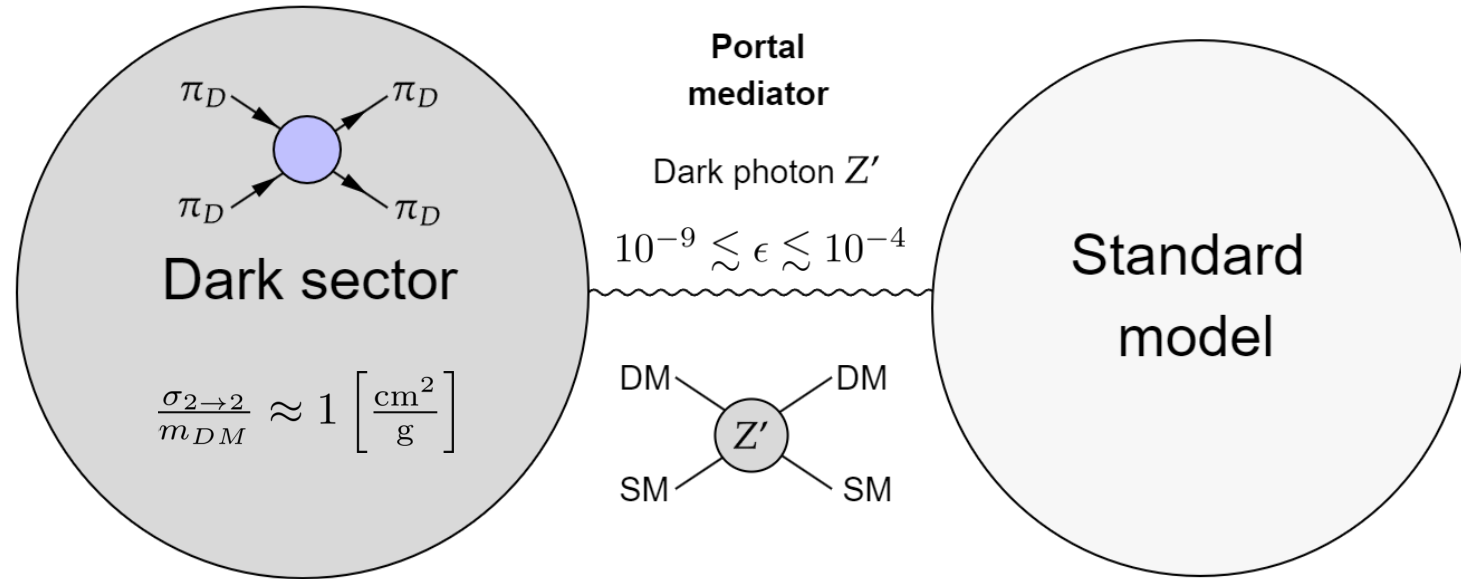 π_D π_D
π_D π_D
Dark sector
σ_{2→2}/m_{DM} ≈ 1 [cm²/g]
Portal
mediator
Dark photon Z′
10⁻⁹ ≲ ϵ ≲ 10⁻⁴
DM DM
Z′
SM SM
Standard
model